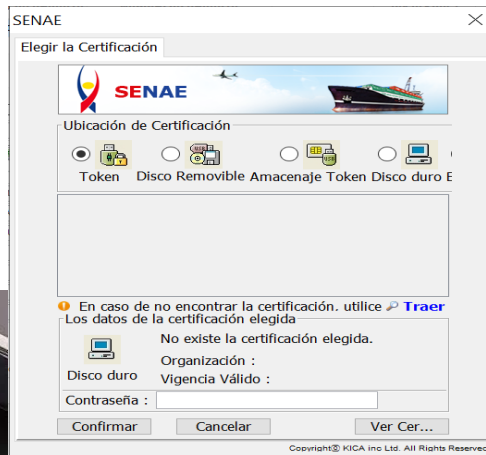 SENAE
Elegir la Certificación
SENAE
Ubicación de Certificación
Token Disco Removible Amacenaje Token Disco duro E
En caso de no encontrar la certificación. utilice Traer
Los datos de la certificación elegida
No existe la certificación elegida.
Organización :
Disco duro
Vigencia Válido :
Contraseña :
Confirmar Cancelar Ver Cer...
Copyright© KICA inc Ltd. All Rights Reserved